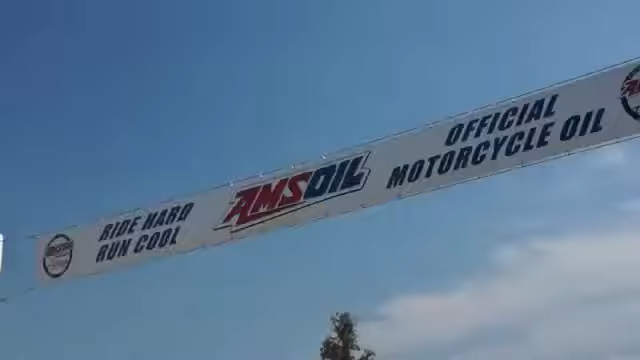 RIDE HARD
RUN COOL
AMSOIL
OFFICIAL
MOTORCYCLE OIL